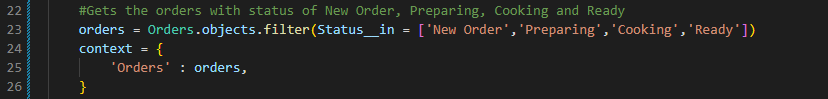 22 #Gets the orders with status of New Order, Preparing, Cooking and Ready
23 orders = Orders.objects.filter(Status__in = ['New Order','Preparing','Cooking','Ready'])
24 context = {
25 'Orders' : orders,
26 }